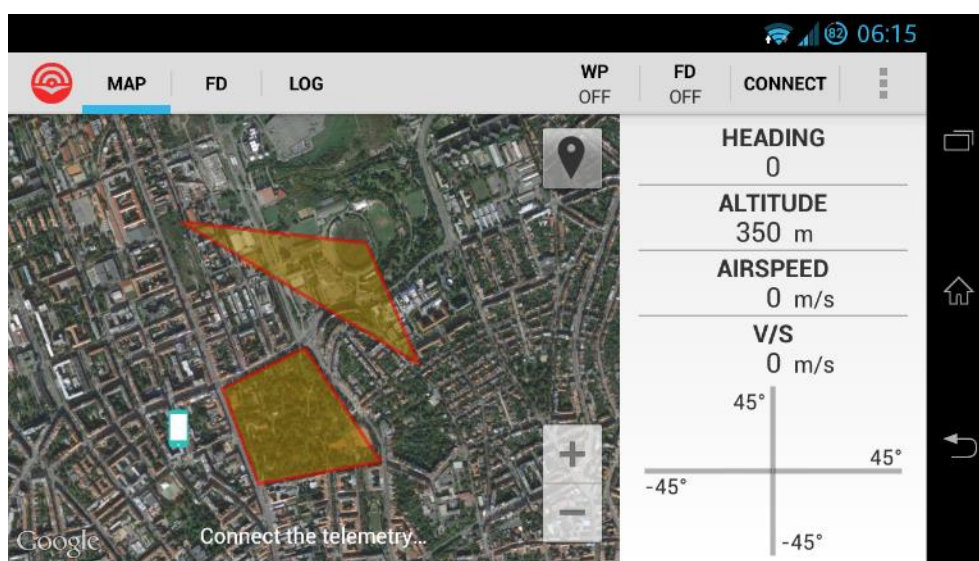 82 06:15
MAP FD LOG WP FD CONNECT
OFF OFF
HEADING
0
ALTITUDE
350 m
AIRSPEED
0 m/s
V/S
0 m/s
45°
45°
-45°
-45°
Google
Connect the telemetry...